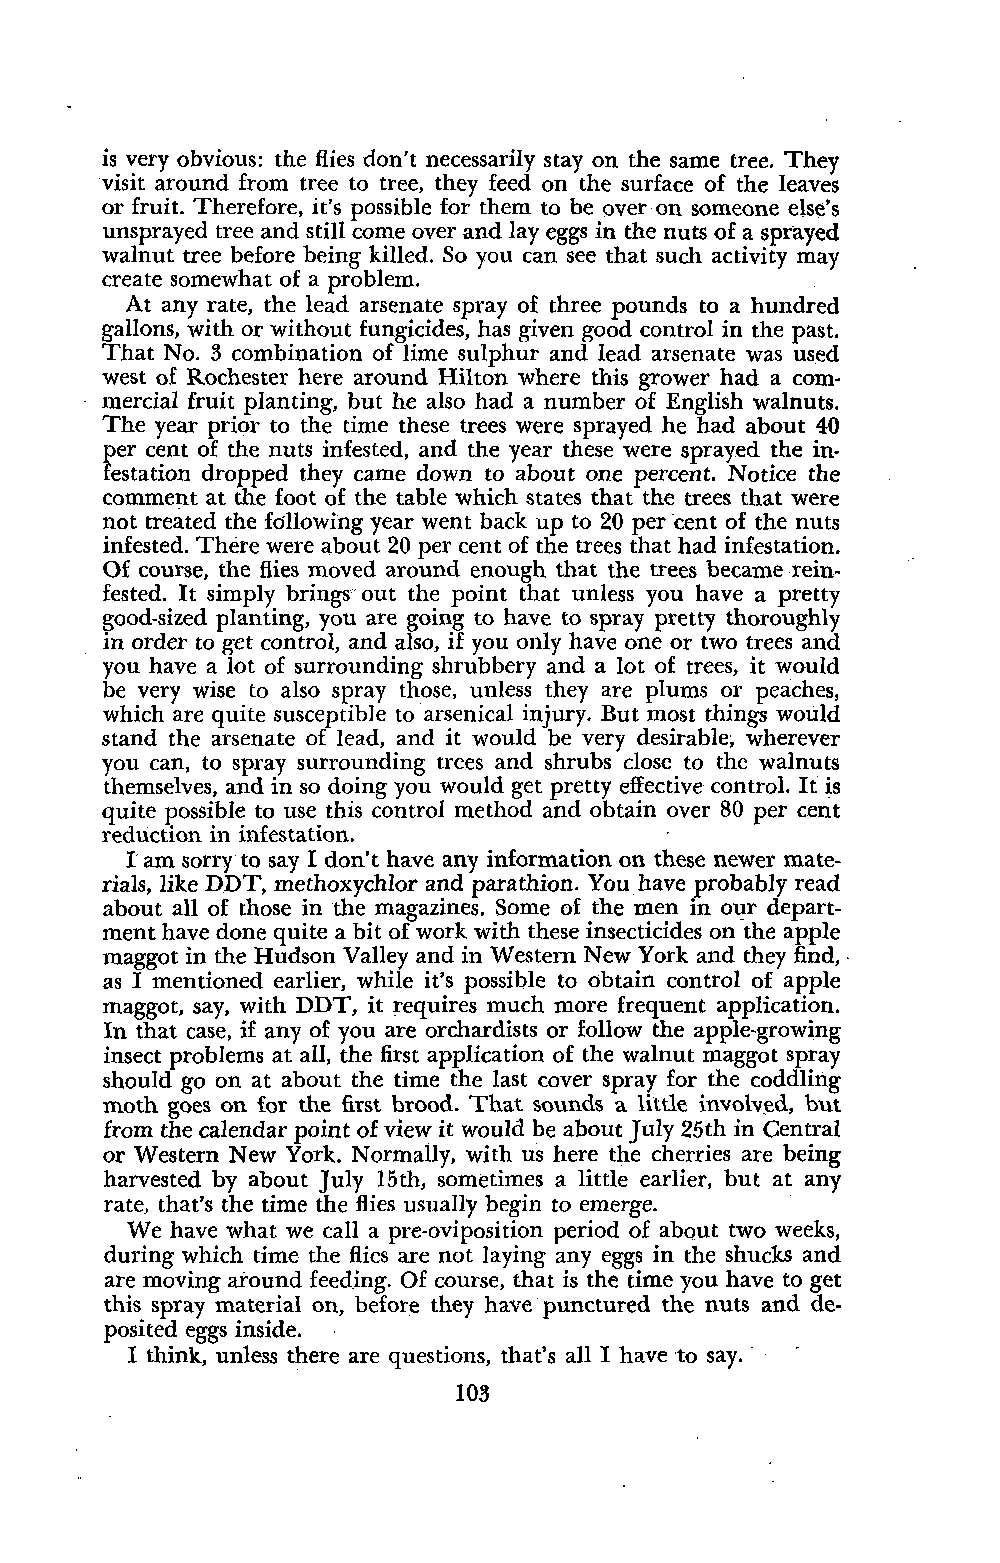 is very obvious: the flies don't necessarily stay on the same tree. They
visit around from tree to tree, they feed on the surface of the leaves
or fruit. Therefore, it's possible for them to be over on someone else's
unsprayed tree and still come over and lay eggs in the nuts of a sprayed
walnut tree before being killed. So you can see that such activity may
create somewhat of a problem.
At any rate, the lead arsenate spray of three pounds to a hundred
gallons, with or without fungicides, has given good control in the past.
That No. 3 combination of lime sulphur and lead arsenate was used
west of Rochester here around Hilton where this grower had a com-
mercial fruit planting, but he also had a number of English walnuts.
The year prior to the time these trees were sprayed he had about 40
per cent of the nuts infested, and the year these were sprayed the in-
festation dropped they came down to about one percent. Notice the
comment at the foot of the table which states that the trees that were
not treated the following year went back up to 20 per cent of the nuts
infested. There were about 20 per cent of the trees that had infestation.
Of course, the flies moved around enough that the trees became rein-
fested. It simply brings out the point that unless you have a pretty
good-sized planting, you are going to have to spray pretty thoroughly
in order to get control, and also, if you only have one or two trees and
you have a lot of surrounding shrubbery and a lot of trees, it would
be very wise to also spray those, unless they are plums or peaches,
which are quite susceptible to arsenical injury. But most things would
stand the arsenate of lead, and it would be very desirable, wherever
you can, to spray surrounding trees and shrubs close to the walnuts
themselves, and in so doing you would get pretty effective control. It is
quite possible to use this control method and obtain over 80 per cent
reduction in infestation.
I am sorry to say I don't have any information on these newer mate-
rials, like DDT, methoxychlor and parathion. You have probably read
about all of those in the magazines. Some of the men in our depart-
ment have done quite a bit of work with these insecticides on the apple
maggot in the Hudson Valley and in Western New York and they find,
as I mentioned earlier, while it's possible to obtain control of apple
maggot, say, with DDT, it requires much more frequent application.
In that case, if any of you are orchardists or follow the apple-growing
insect problems at all, the first application of the walnut maggot spray
should go on at about the time the last cover spray for the coddling
moth goes on for the first brood. That sounds a little involved, but
from the calendar point of view it would be about July 25th in Central
or Western New York. Normally, with us here the cherries are being
harvested by about July 15th, sometimes a little earlier, but at any
rate, that's the time the flies usually begin to emerge.
We have what we call a pre-oviposition period of about two weeks,
during which time the flies are not laying any eggs in the shucks and
are moving around feeding. Of course, that is the time you have to get
this spray material on, before they have punctured the nuts and de-
posited eggs inside.
I think, unless there are questions, that's all I have to say.
103